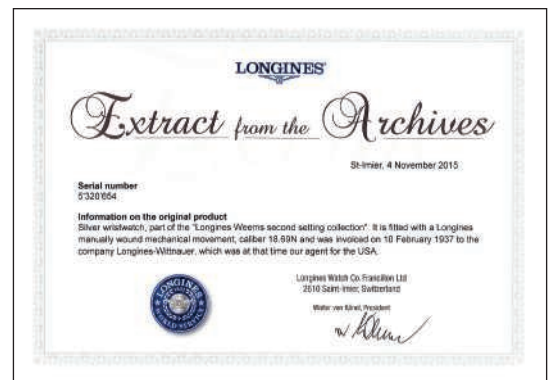 LONGINES
Extract from the Archives
St-Imier, 4 November 2015
Serial number
5'320'654
Information on the original product
Silver wristwatch, part of the "Longines Weems second setting collection". It is fitted with a Longines
manually wound mechanical movement, caliber 18.69N and was invoiced on 18 February 1937 to the
company Longines-Wittnauer, which was at that time our agent for the USA.
Longines Watch Co. Francillon Ltd
2610 Saint-Imier, Switzerland
Walter von Känel, President
LONGINES
WORLD SERVICE